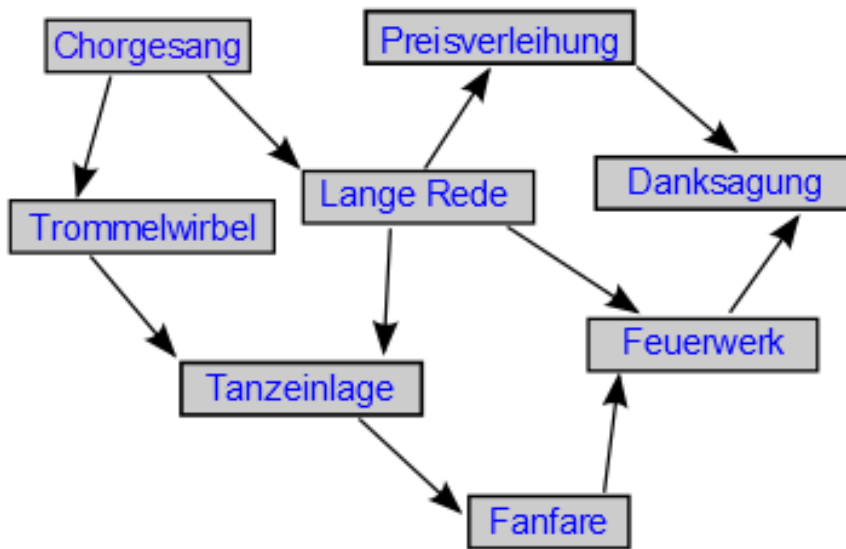 Chorgesang
Preisverleihung
Lange Rede
Danksagung
Trommelwirbel
Feuerwerk
Tanzeinlage
Fanfare